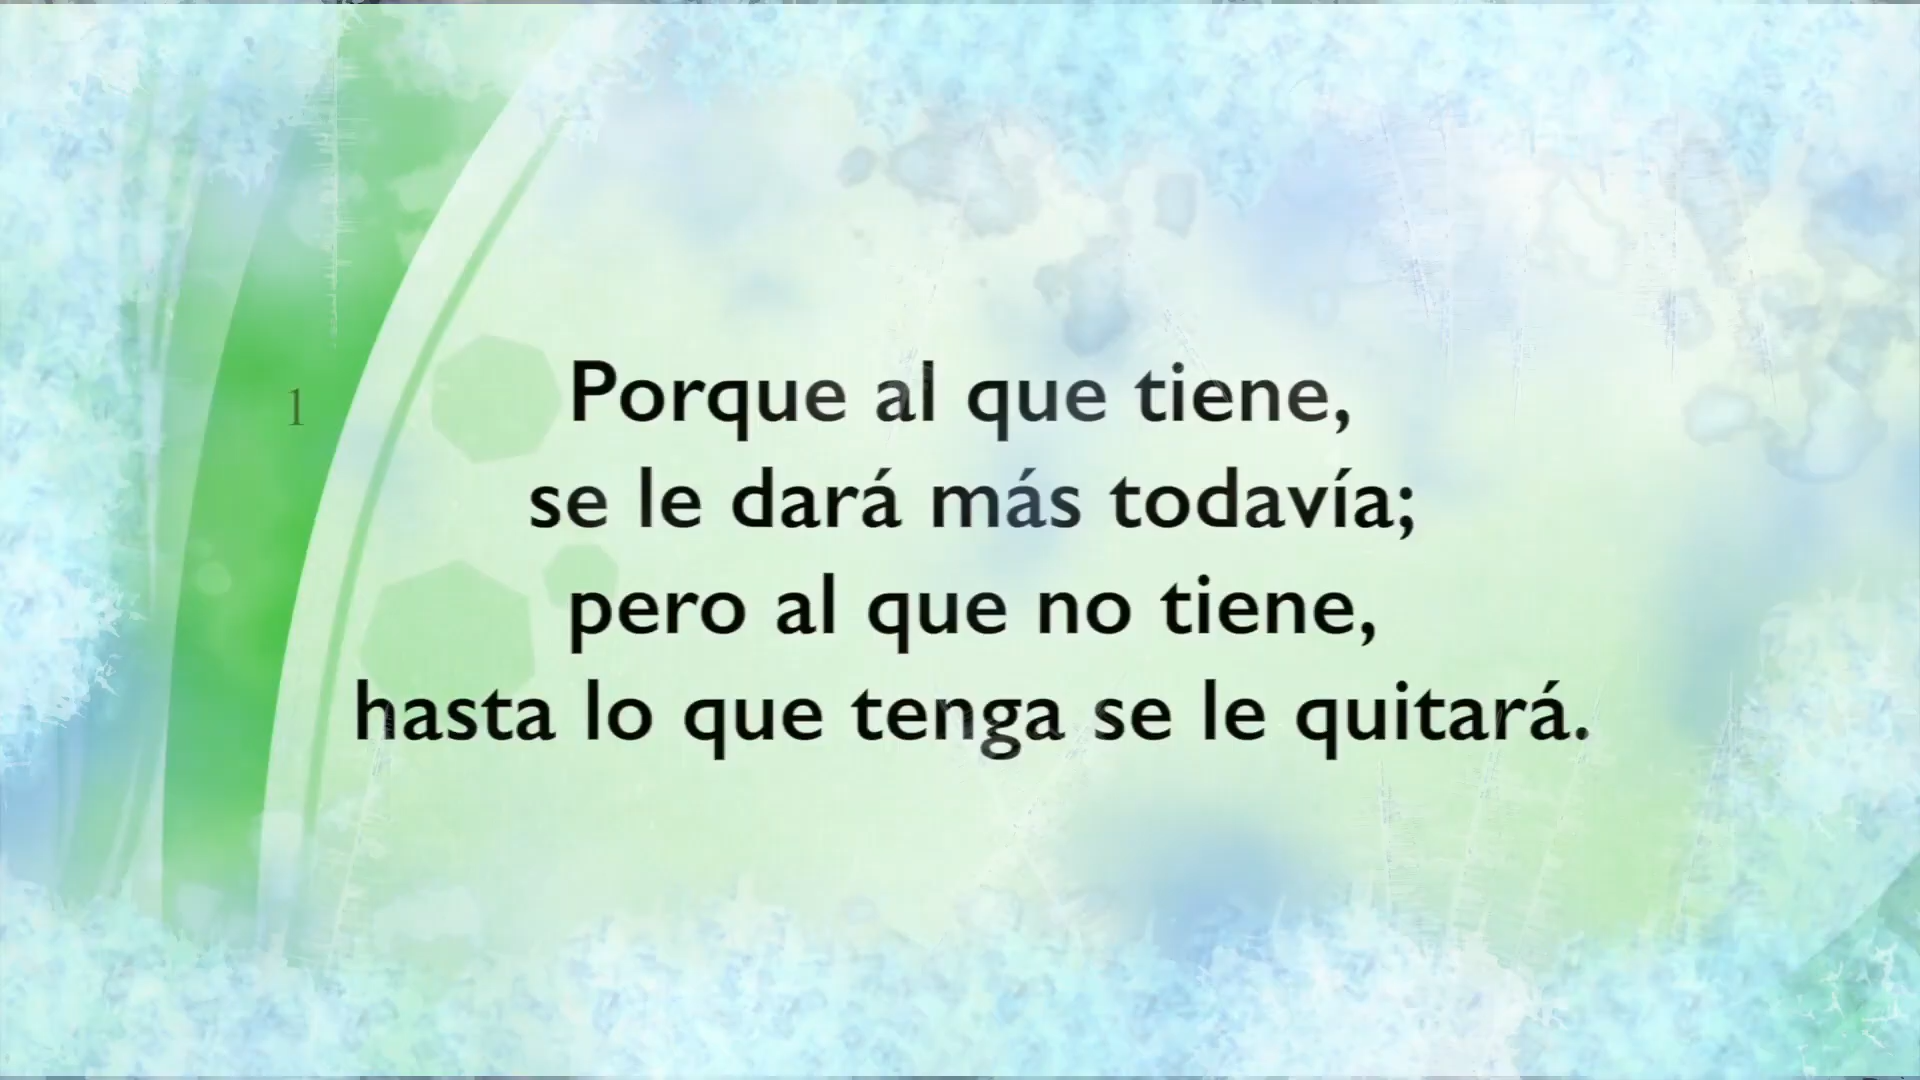 1
Porque al que tiene,
se le dará más todavía;
pero al que no tiene,
hasta lo que tenga se le quitará.